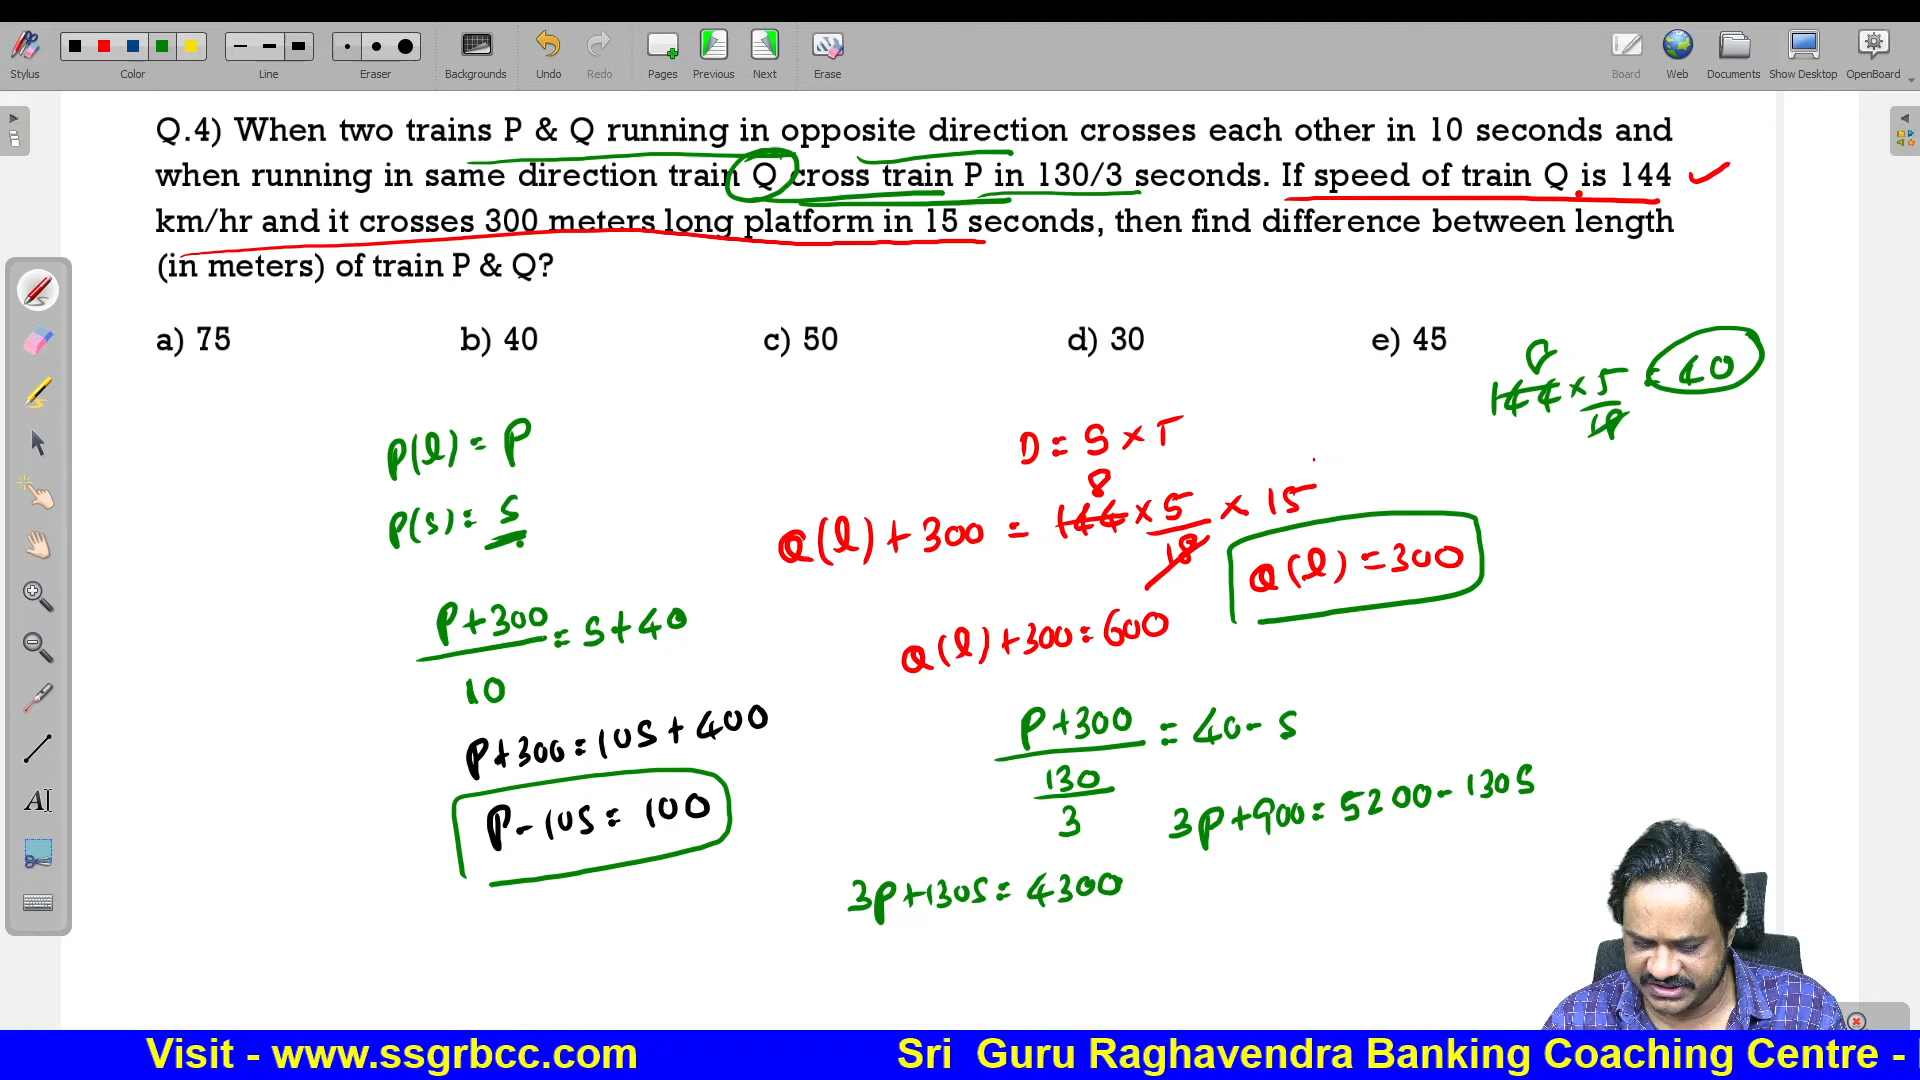 Stylus
Color
Line
Eraser
Backgrounds
Undo
Redo
Pages
Previous
Next
Erase
Board
Web
Documents
Show Desktop
OpenBoard
Q.4) When two trains P & Q running in opposite direction crosses each other in 10 seconds and
when running in same direction train Q cross train P in 130/3 seconds. If speed of train Q is 144
km/hr and it crosses 300 meters long platform in 15 seconds, then find difference between length
(in meters) of train P & Q?
a) 75 b) 40 c) 50 d) 30 e) 45
8
144 × 5/18 = 40
P(l) = P
P(s) = S
P+300/10 = S+40
P+300 = 10S + 400
P - 10S = 100
D = S × T
8
Q(l) + 300 = 144 × 5/18 × 15
Q(l) = 300
Q(l) + 300 = 600
P+300/130/3 = 40 - S
3P+900 = 5200 - 130S
3P+130S = 4300
Visit - www.ssgrbcc.com
Sri Guru Raghavendra Banking Coaching Centre -